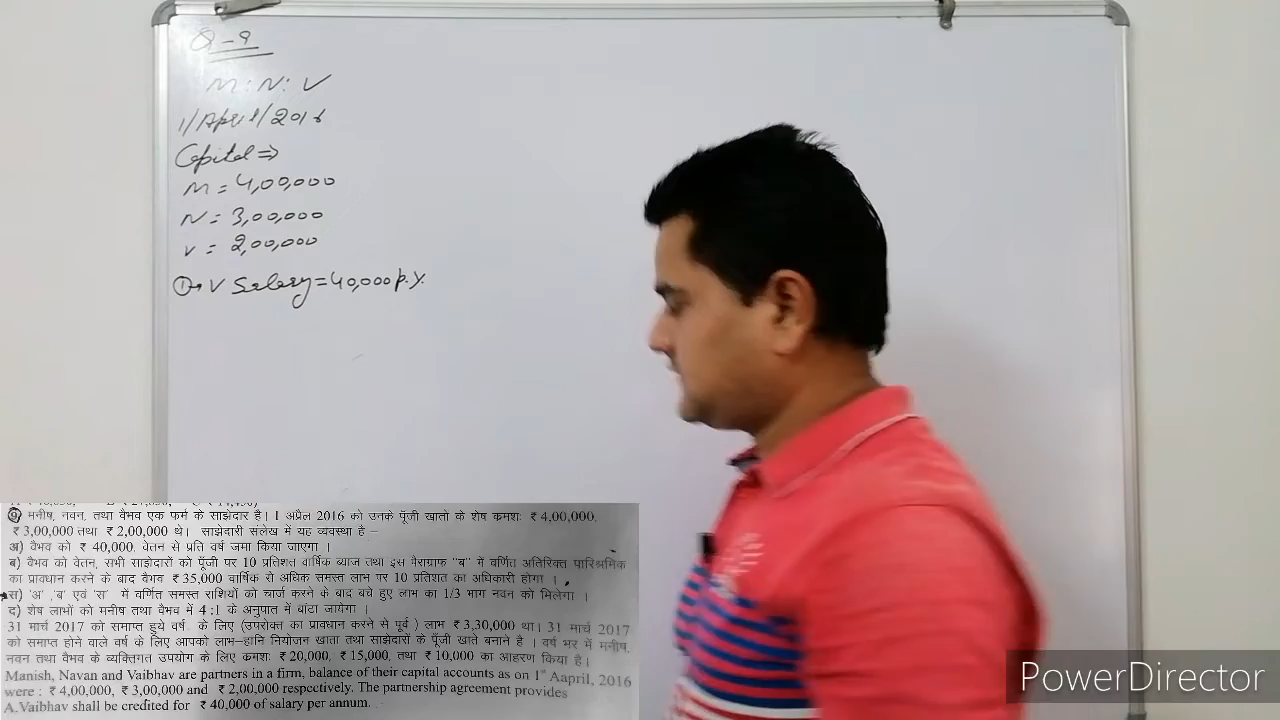 Q-9
M:N:V
1/April/2016
Capital⇒
M = 4,00,000
N = 3,00,000
V = 2,00,000
①→ V Salary=40,000 p.y.
⑨ मनीष, नवन, तथा वैभव एक फर्म के साझेदार है। 1 अप्रैल 2016 को उनके पूंजी खातों के शेष कमशः ₹ 4,00,000,
₹ 3,00,000 तथा ₹ 2,00,000 थे। साझेदारी संलेख में यह व्यवस्था है –
अ) वैभव को ₹ 40,000. वेतन से प्रति वर्ष जमा किया जाएगा ।
ब) वैभव को वेतन, सभी साझेदारों को पूंजी पर 10 प्रतिशत वार्षिक ब्याज तथा इस पैराग्राफ "ब" में वर्णित अतिरिक्त पारिश्रमिक
का प्रावधान करने के बाद वैभव ₹ 35,000 वार्षिक से अधिक समस्त लाभ पर 10 प्रतिशत का अधिकारी होगा ।
स) 'अ' ,ब' एवं 'स' में वर्णित समस्त राशियों को चार्ज करने के बाद बचे हुए लाभ का 1/3 भाग नवन को मिलेगा ।
द) शेष लाभों को मनीष तथा वैभव में 4:1 के अनुपात में बांटा जायेगा ।
31 मार्च 2017 को समाप्त हुये वर्ष के लिए (उपरोक्त का प्रावधान करने से पूर्व ) लाभ ₹ 3,30,000 था। 31 मार्च 2017
को समाप्त होने वाले वर्ष के लिए आपको लाभ–हानि नियोजन खाता तथा साझेदारों के पूंजी खाते बनाने है । वर्ष भर में मनीष,
नवन तथा वैभव के व्यक्तिगत उपयोग के लिए कमशः ₹ 20,000, ₹ 15,000, तथा ₹ 10,000 का आहरण किया है।
Manish, Navan and Vaibhav are partners in a firm, balance of their capital accounts as on 1st Aapril, 2016
were : ₹ 4,00,000, ₹ 3,00,000 and ₹ 2,00,000 respctively. The partnership agreement provides
A.Vaibhav shall be credited for ₹ 40,000 of salary per annum.
PowerDirector